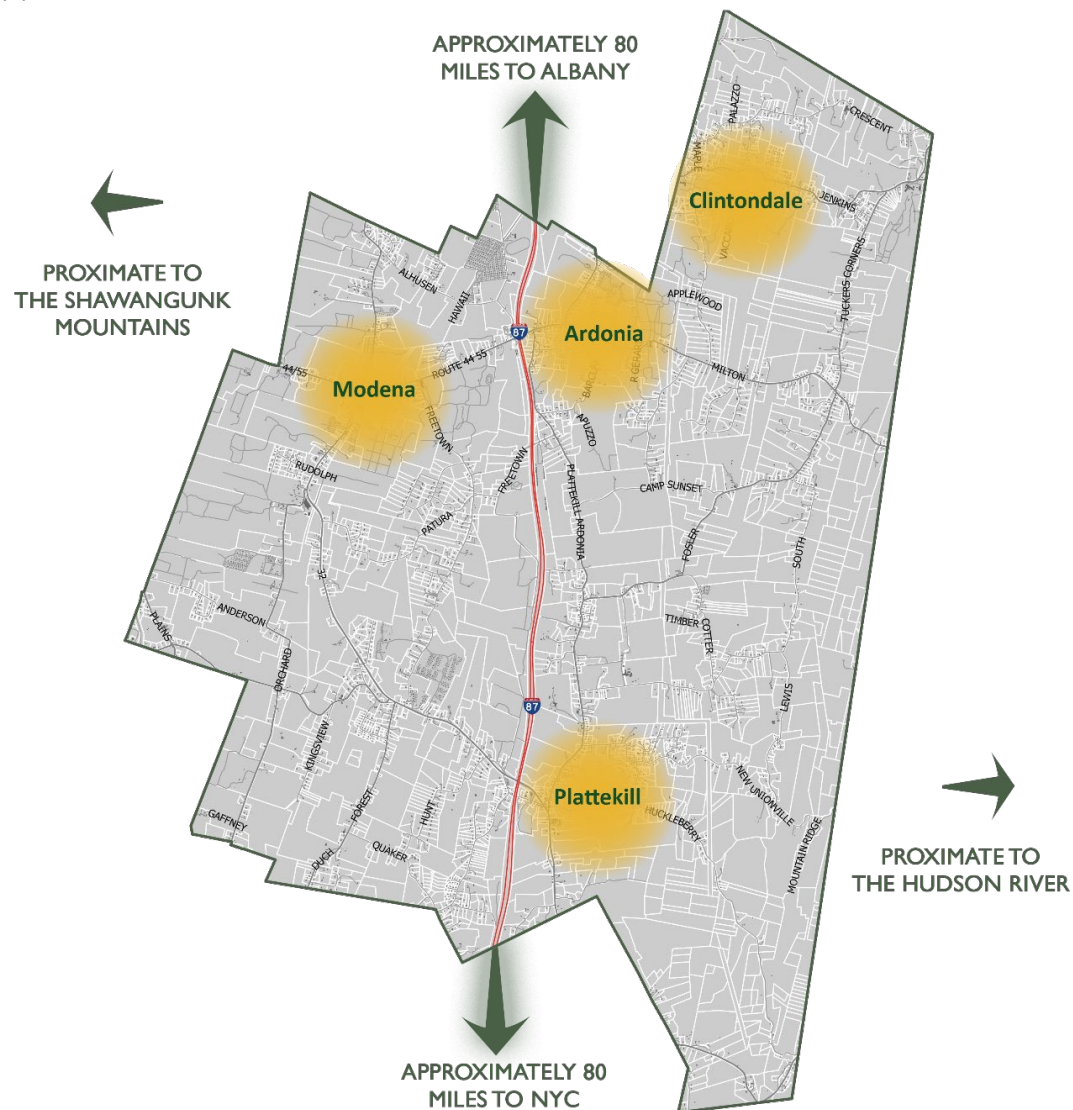 APPROXIMATELY 80
MILES TO ALBANY
PALAZZO
CRESCENT
MAPLE
Clintondale
JENKINS
PROXIMATE TO
THE SHAWANGUNK
MOUNTAINS
ALHUSEN
HAWAII
TUCKERS CORNERS
APPLEWOOD
87
Ardonia
ROUTE 44 55
44/55
Modena
MILTON
FREETOWN
APUZZO
RUDOLPH
FREETOWN
CAMP SUNSET
PATURA
PLATTEKILL ARDONIA
FOSLER
SOUTH
32
ANDERSON
PLAINS
TIMBER
COTTER
ORCHARD
LEWIS
87
KINGSVIEW
NEW UNIONVILLE
Plattekill
HUCKLEBERRY
FOREST
HUNT
GAFFNEY
DUCH
QUAKER
MOUNTAIN RIDGE
PROXIMATE TO
THE HUDSON RIVER
APPROXIMATELY 80
MILES TO NYC